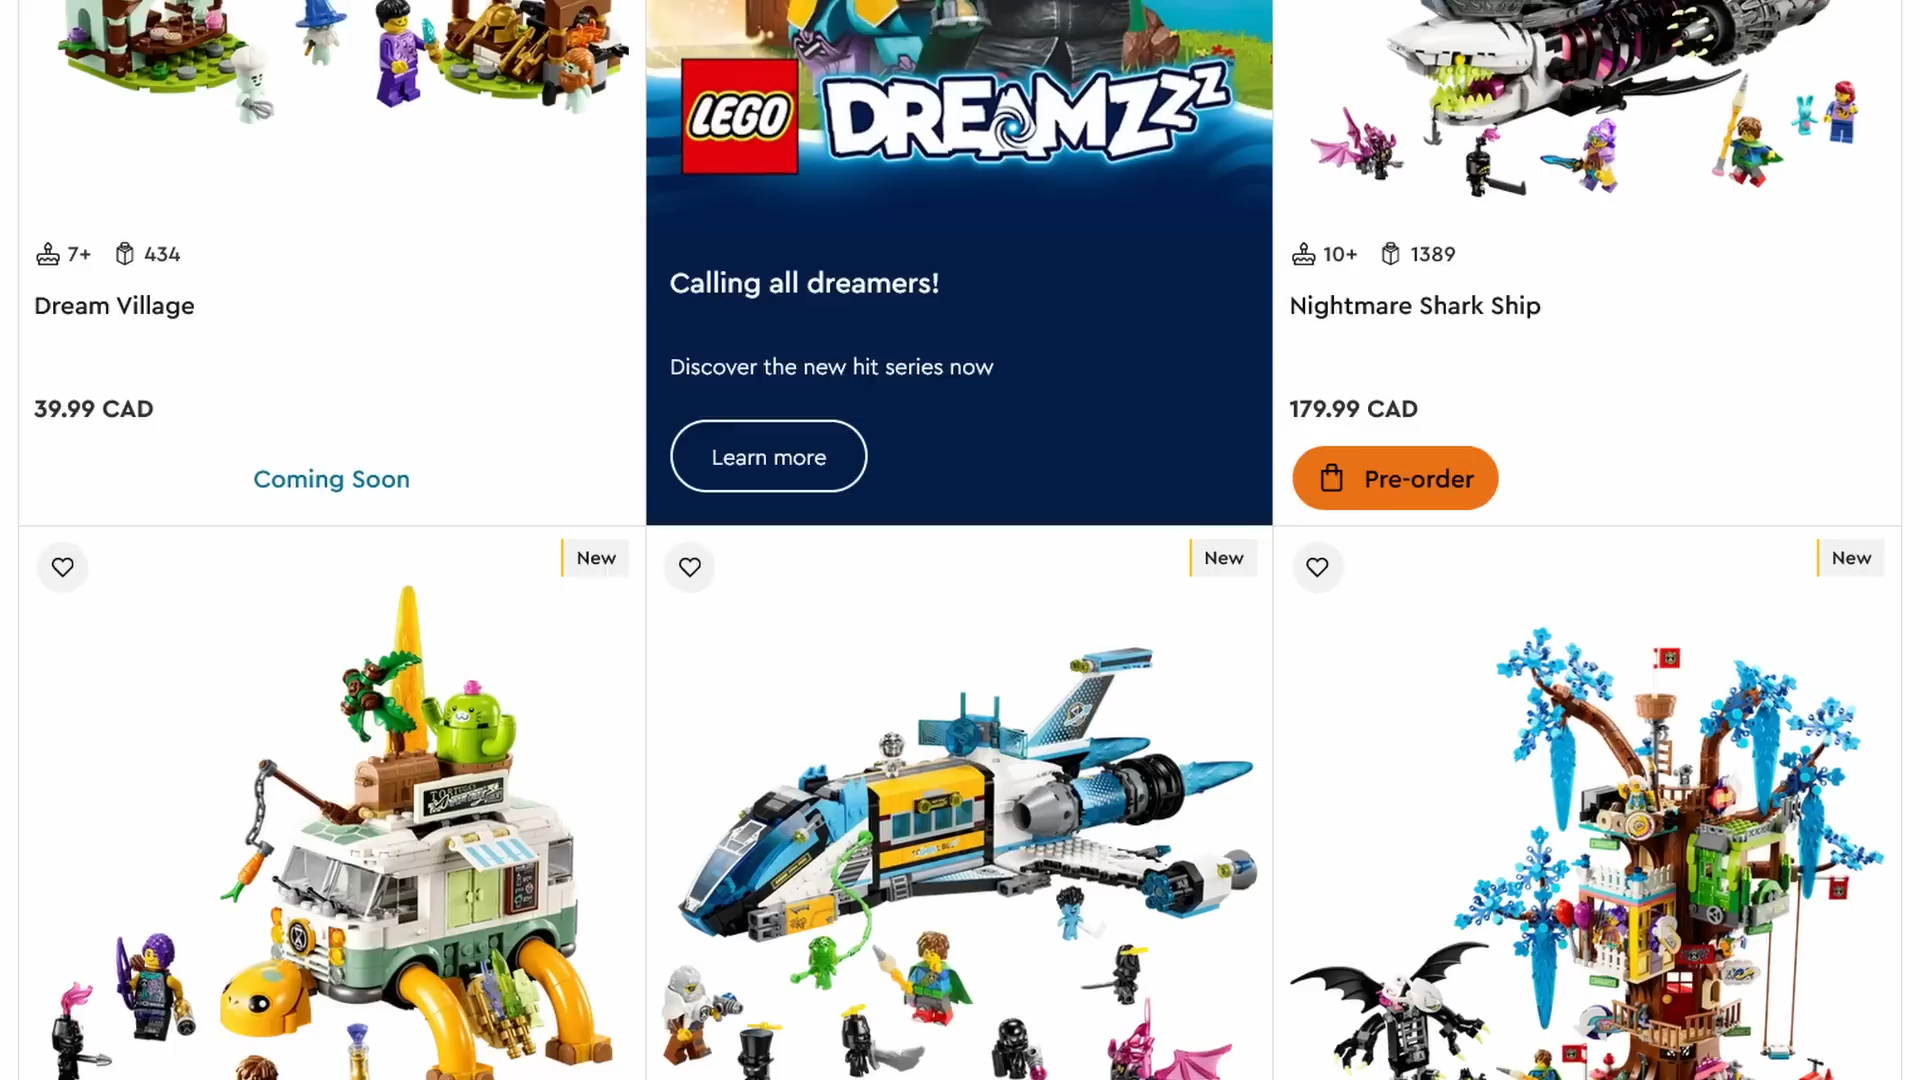 LEGO
DREAMZzz
7+ 434
Dream Village
39.99 CAD
Coming Soon
Calling all dreamers!
Discover the new hit series now
Learn more
10+ 1389
Nightmare Shark Ship
179.99 CAD
Pre-order
New
New
New
TORTUGA'S